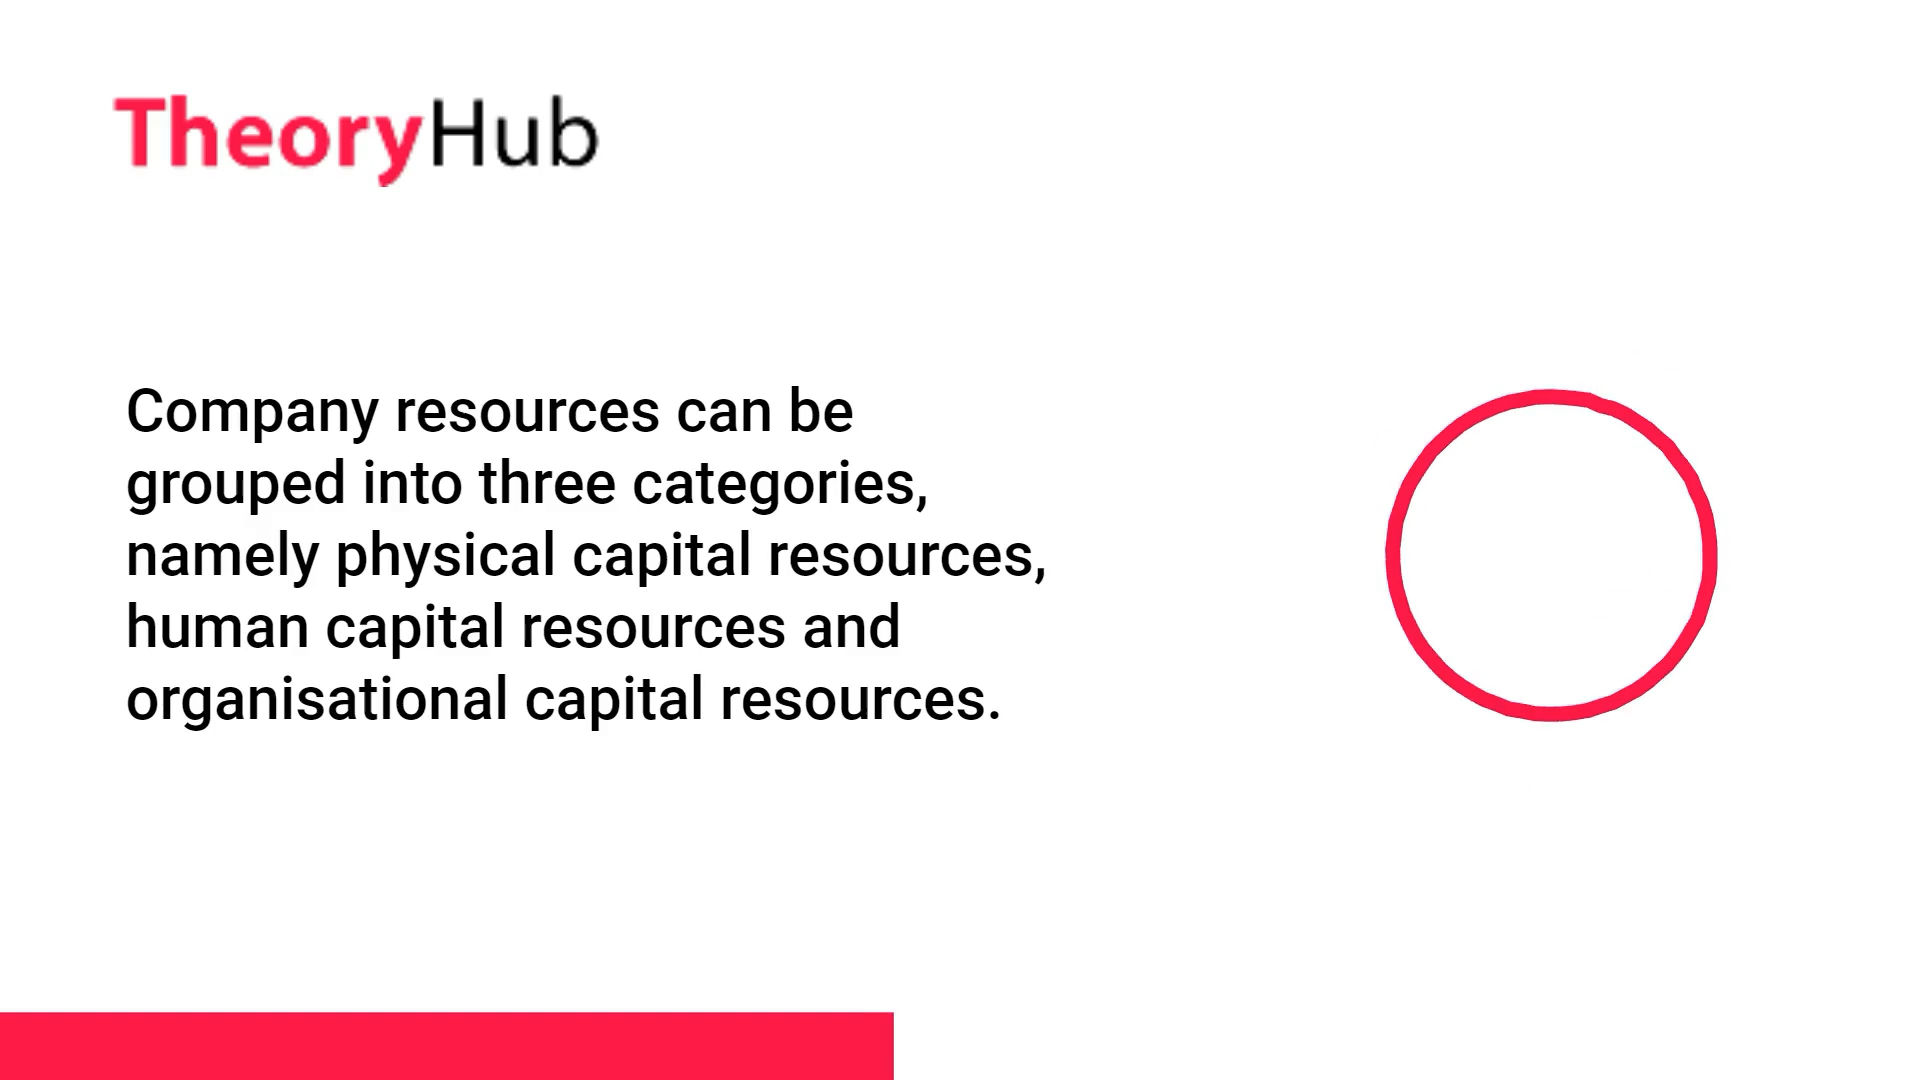 TheoryHub
Company resources can be
grouped into three categories,
namely physical capital resources,
human capital resources and
organisational capital resources.